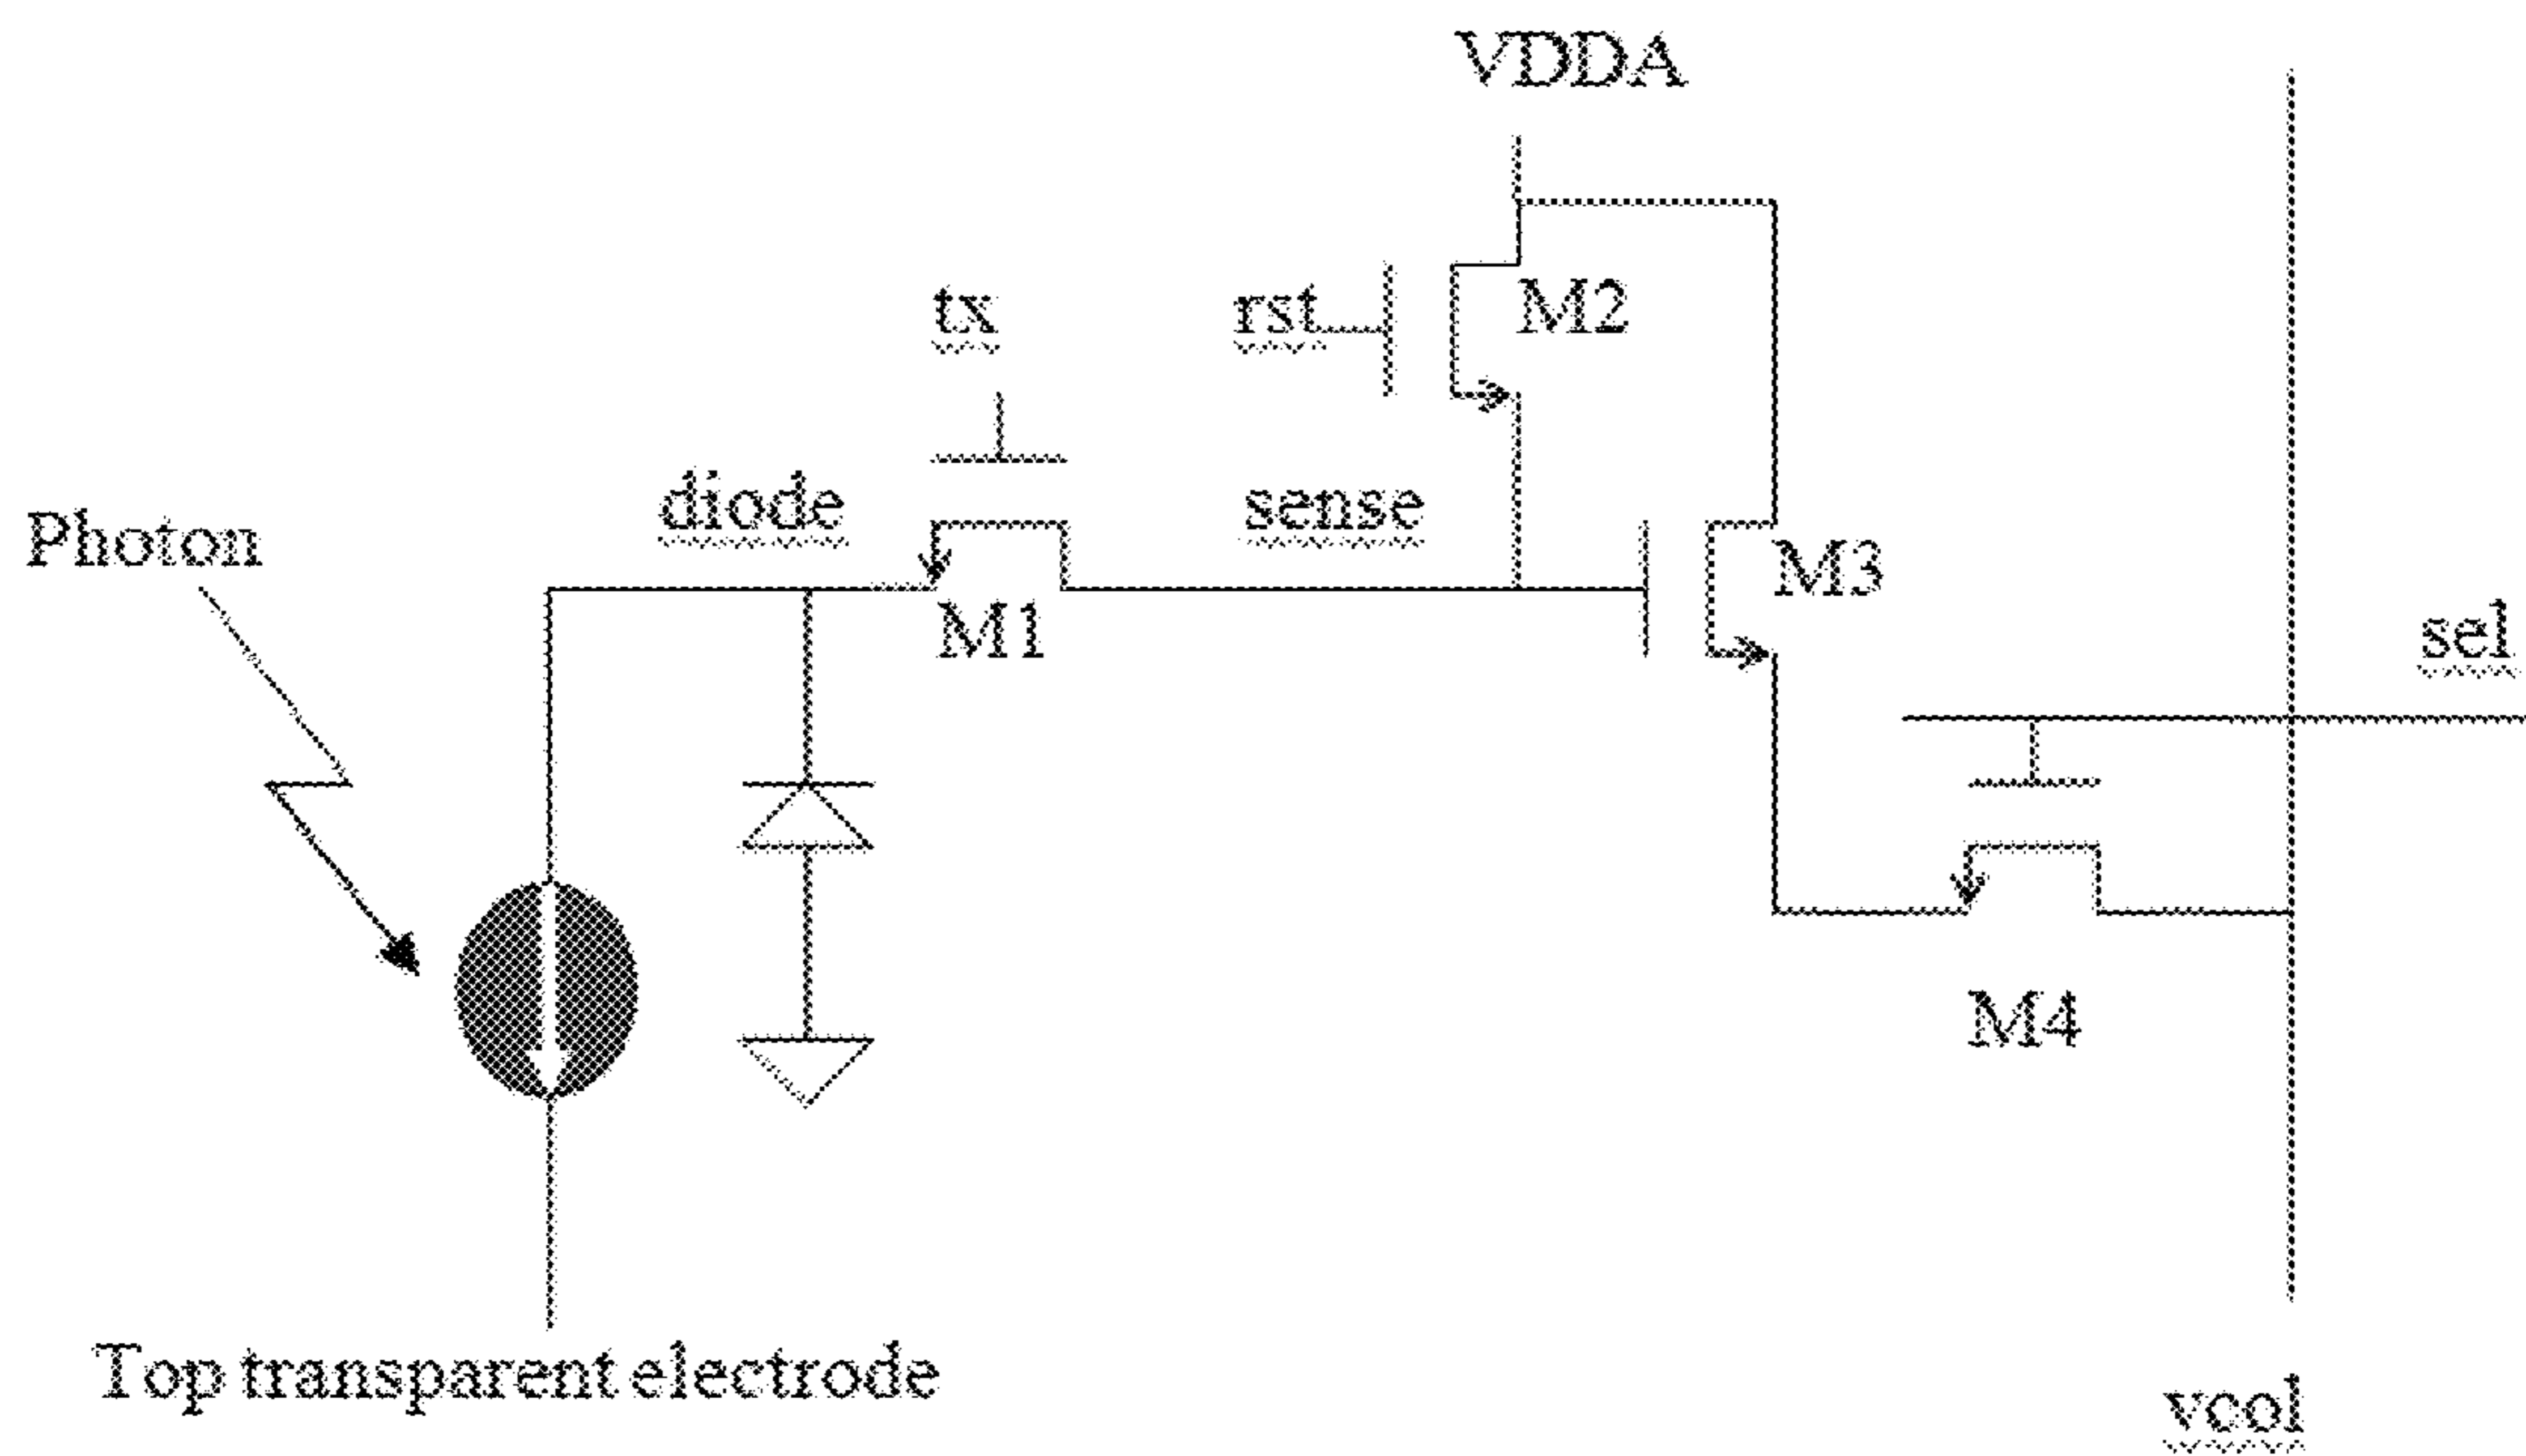 VDDA
tx
rst
M2
diode
sense
Photon
M3
M1
sel
M4
Top transparent electrode
vcol